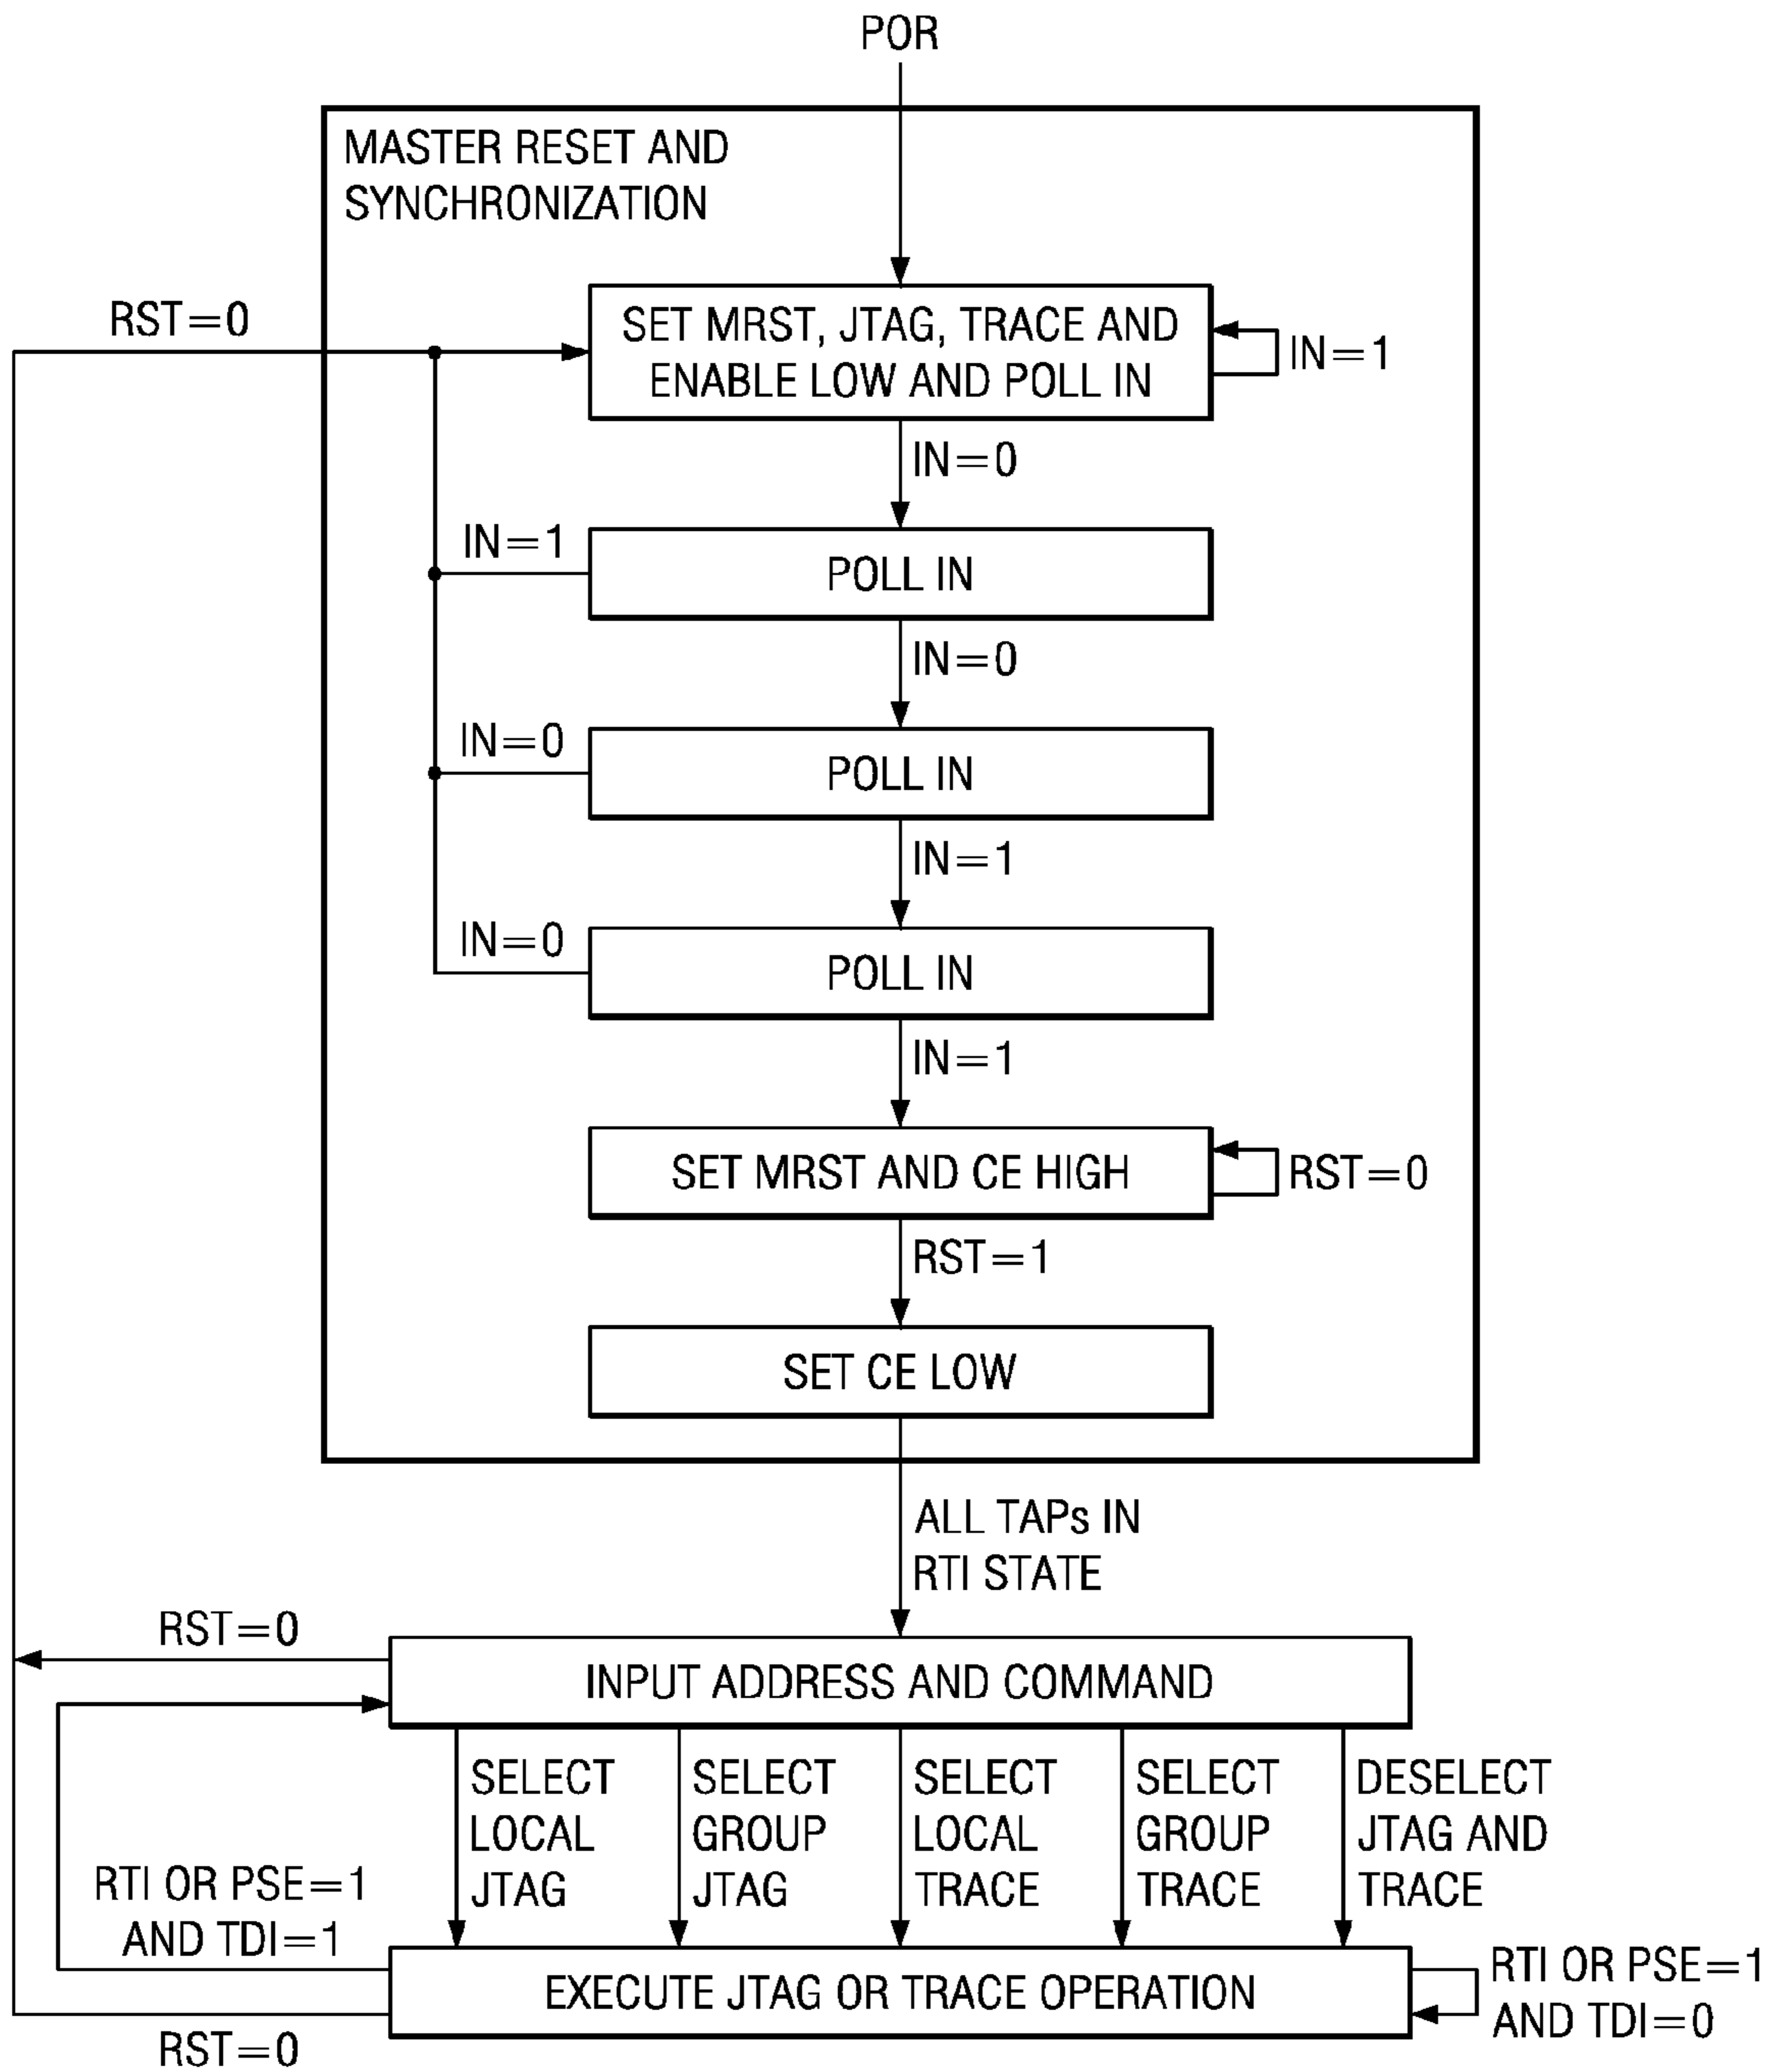 POR
MASTER RESET AND
SYNCHRONIZATION
RST=0
SET MRST, JTAG, TRACE AND
ENABLE LOW AND POLL IN
IN=1
IN=0
IN=1
POLL IN
IN=0
IN=0
POLL IN
IN=1
IN=0
POLL IN
IN=1
SET MRST AND CE HIGH
RST=0
RST=1
SET CE LOW
ALL TAPs IN
RTI STATE
RST=0
INPUT ADDRESS AND COMMAND
SELECT
LOCAL
JTAG
SELECT
GROUP
JTAG
SELECT
LOCAL
TRACE
SELECT
GROUP
TRACE
DESELECT
JTAG AND
TRACE
RTI OR PSE=1
AND TDI=1
EXECUTE JTAG OR TRACE OPERATION
RTI OR PSE=1
AND TDI=0
RST=0